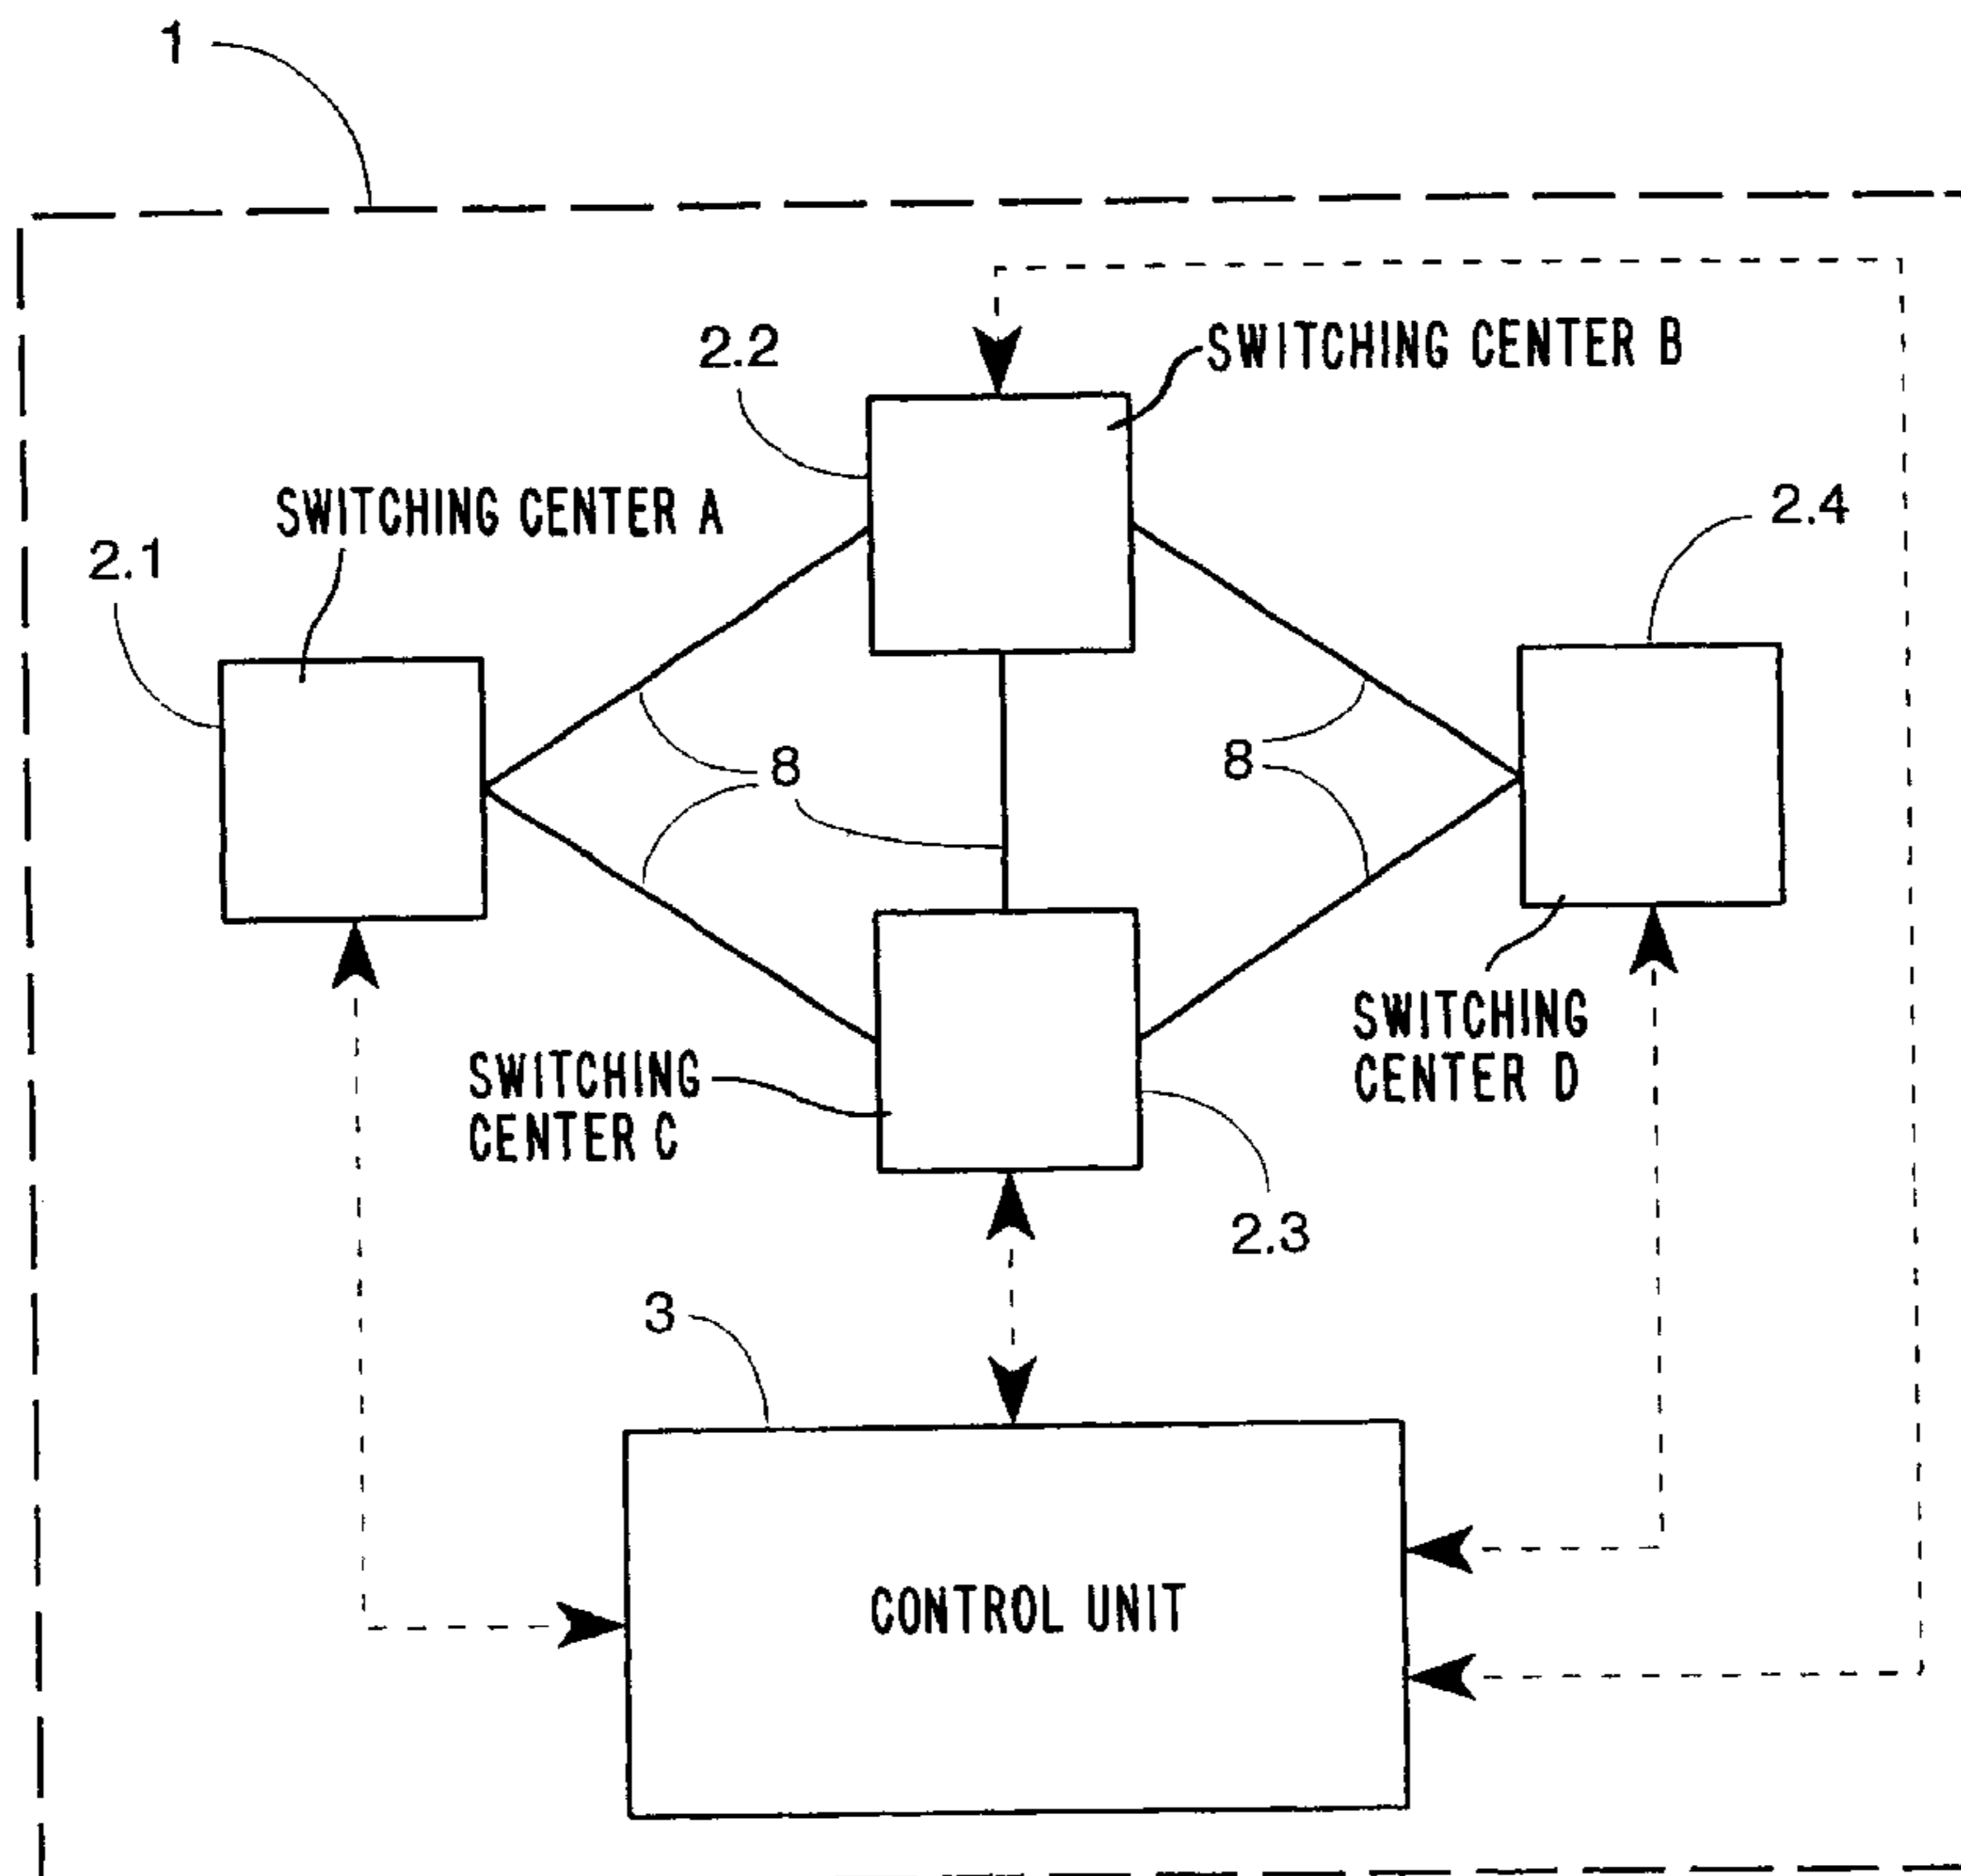 1
2.2
SWITCHING CENTER B
SWITCHING CENTER A
2.4
2.1
8
8
SWITCHING
CENTER D
SWITCHING
CENTER C
2.3
3
CONTROL UNIT